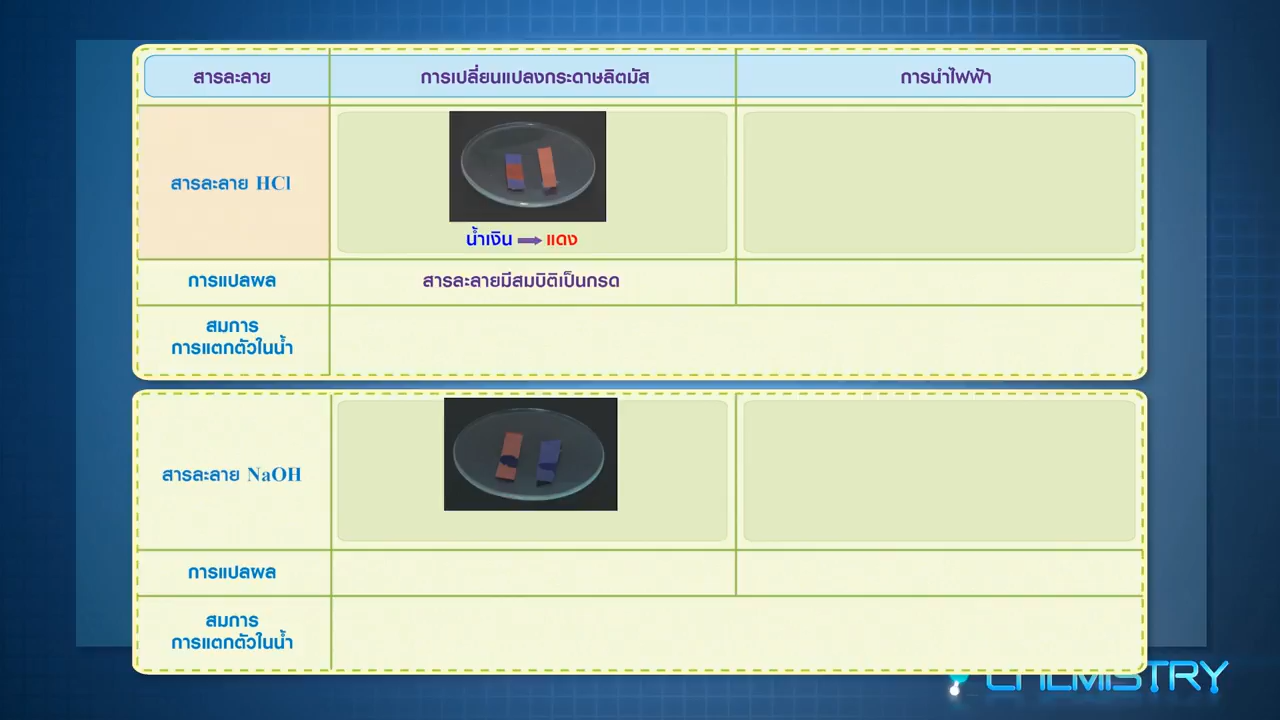 สารละลาย การเปลี่ยนแปลงกระดาษลิตมัส การนำไฟฟ้า
สารละลาย HCl
น้ำเงิน แดง
การแปลผล สารละลายมีสมบัติเป็นกรด
สมการ
การแตกตัวในน้ำ
สารละลาย NaOH
การแปลผล
สมการ
การแตกตัวในน้ำ
CHEMISTRY